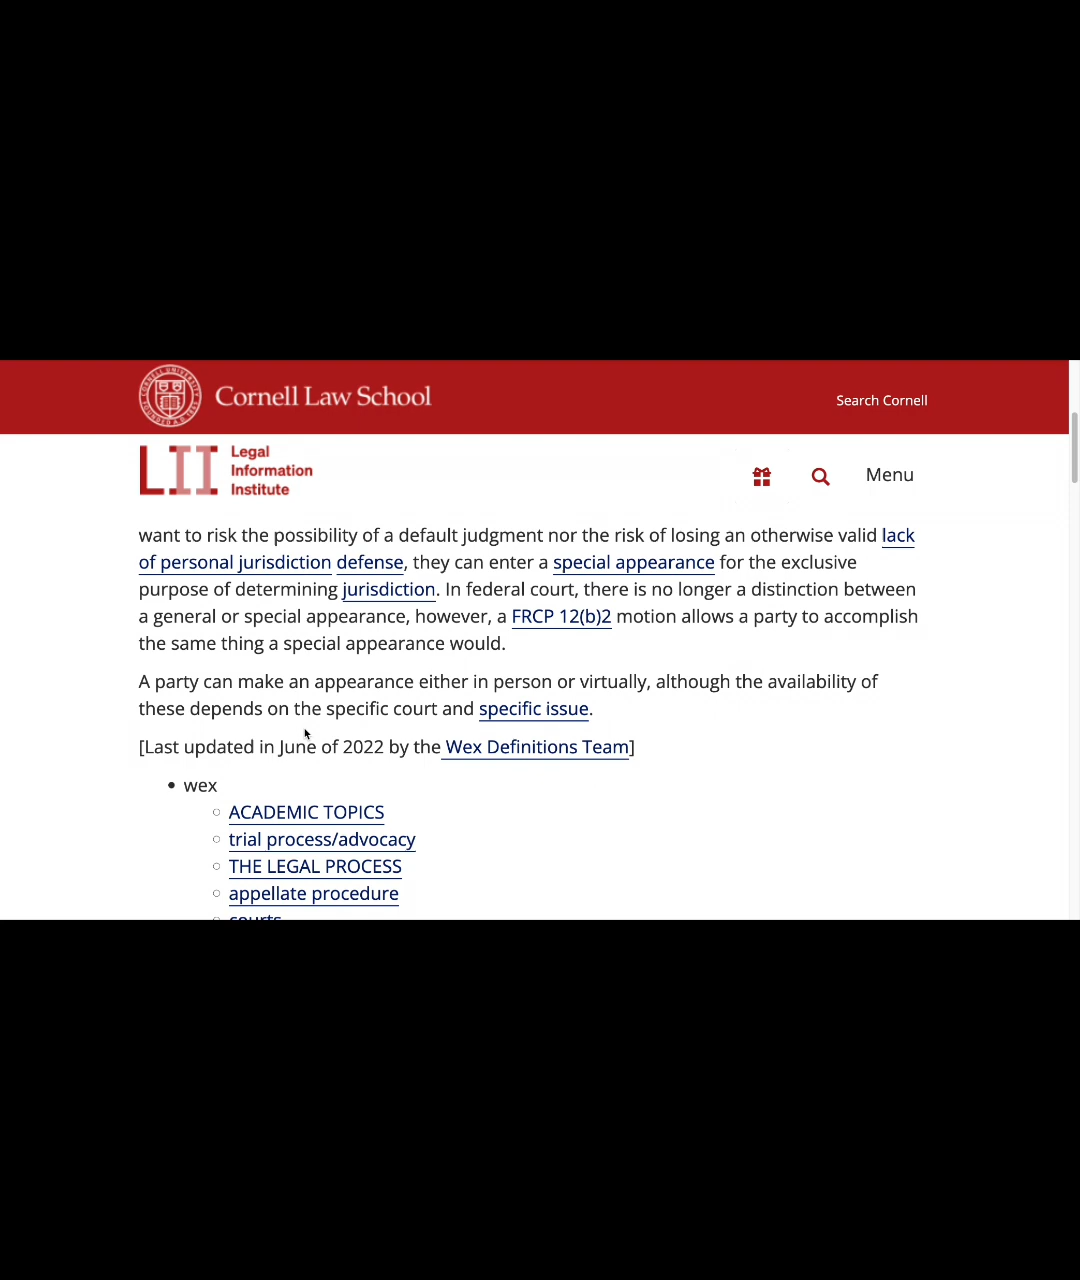 Cornell Law School
Search Cornell
LII
Legal
Information
Institute
Menu
want to risk the possibility of a default judgment nor the risk of losing an otherwise valid lack
of personal jurisdiction defense, they can enter a special appearance for the exclusive
purpose of determining jurisdiction. In federal court, there is no longer a distinction between
a general or special appearance, however, a FRCP 12(b)2 motion allows a party to accomplish
the same thing a special appearance would.
A party can make an appearance either in person or virtually, although the availability of
these depends on the specific court and specific issue.
[Last updated in June of 2022 by the Wex Definitions Team]
wex
ACADEMIC TOPICS
trial process/advocacy
THE LEGAL PROCESS
appellate procedure
courts